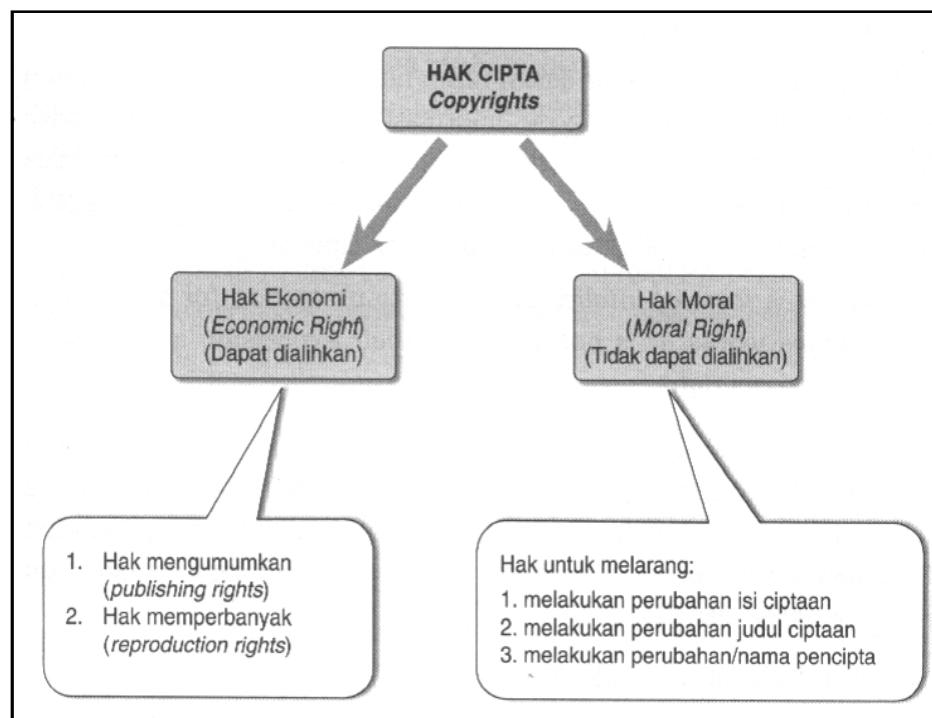 HAK CIPTA
Copyrights
Hak Ekonomi
(Economic Right)
(Dapat dialihkan)
Hak Moral
(Moral Right)
(Tidak dapat dialihkan)
1. Hak mengumumkan
(publishing rights)
2. Hak memperbanyak
(reproduction rights)
Hak untuk melarang:
1. melakukan perubahan isi ciptaan
2. melakukan perubahan judul ciptaan
3. melakukan perubahan/nama pencipta